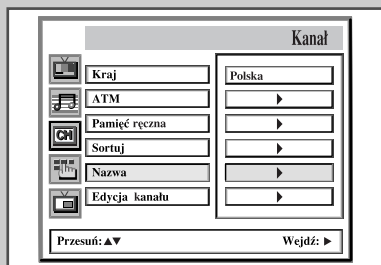 Kanał
Kraj Polska
ATM
Pamięć ręczna
CH
Sortuj
Nazwa
Edycja kanału
Przesuń:▲▼ Wejdź: ▶